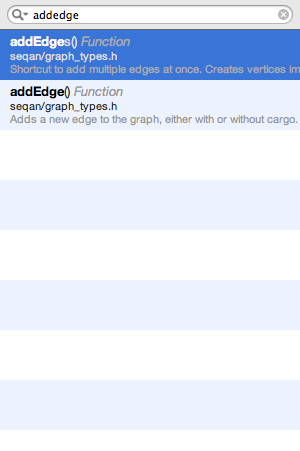 addedge
addEdges() Function
seqan/graph_types.h
Shortcut to add multiple edges at once. Creates vertices im
addEdge() Function
seqan/graph_types.h
Adds a new edge to the graph, either with or without cargo.